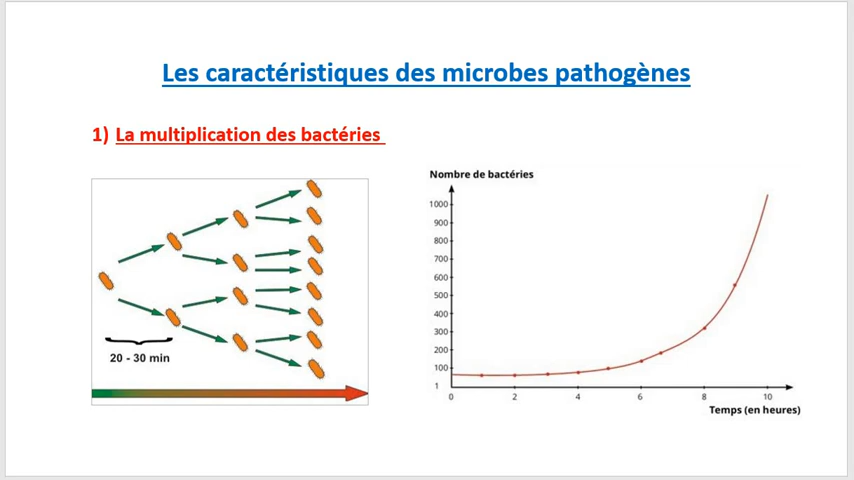 Les caractéristiques des microbes pathogènes
1) La multiplication des bactéries
20 - 30 min
Nombre de bactéries
1000
900
800
700
600
500
400
300
200
100
1
0 2 4 6 8 10
Temps (en heures)